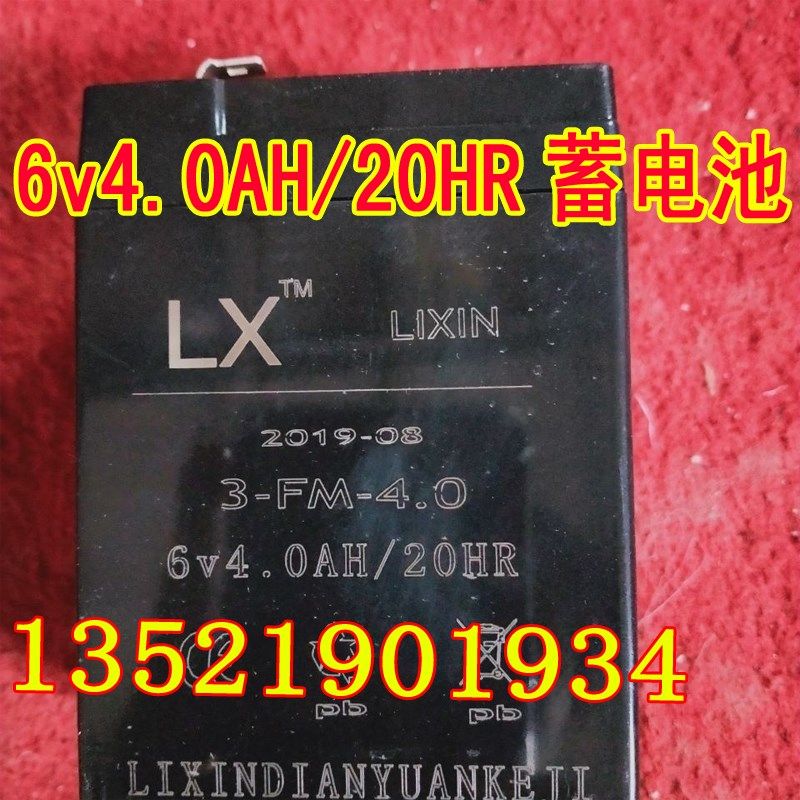 6v4.0AH/20HR 蓄电池
LX™ LIXIN
2019-08
3-FM-4.0
6v4.0AH/20HR
13521901934
pb pb
LIXINDIANYUANKEJI